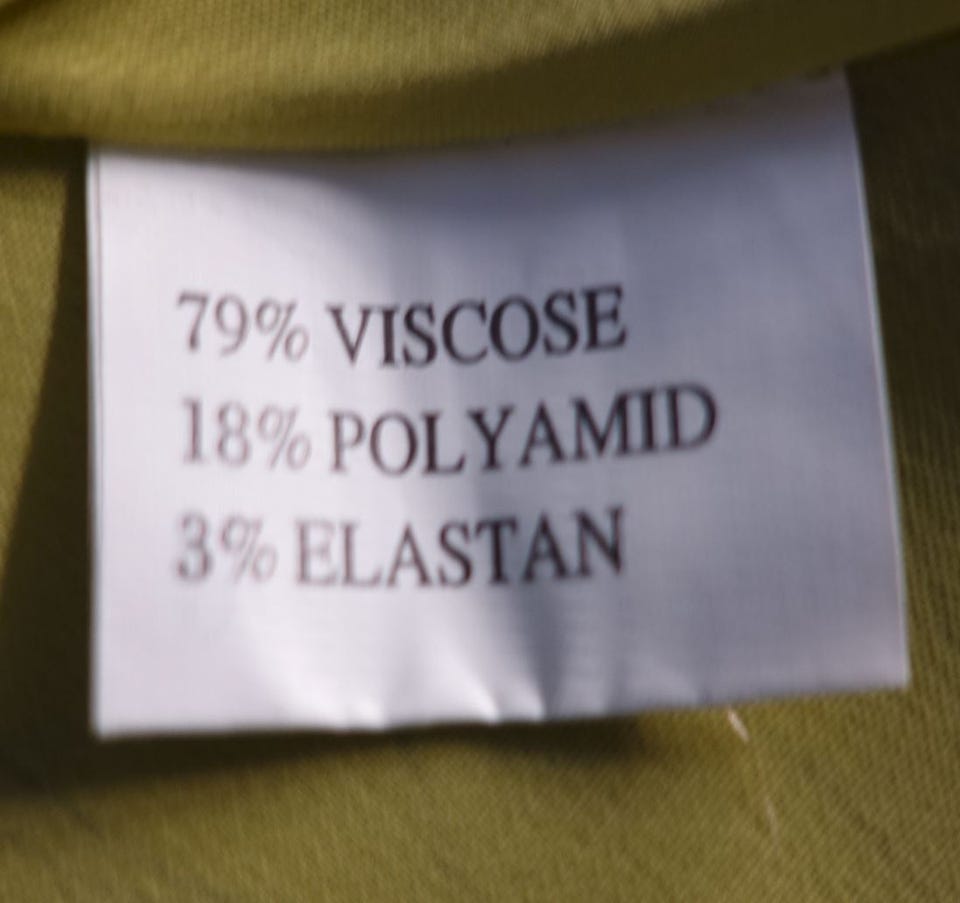 79% VISCOSE
18% POLYAMID
3% ELASTAN